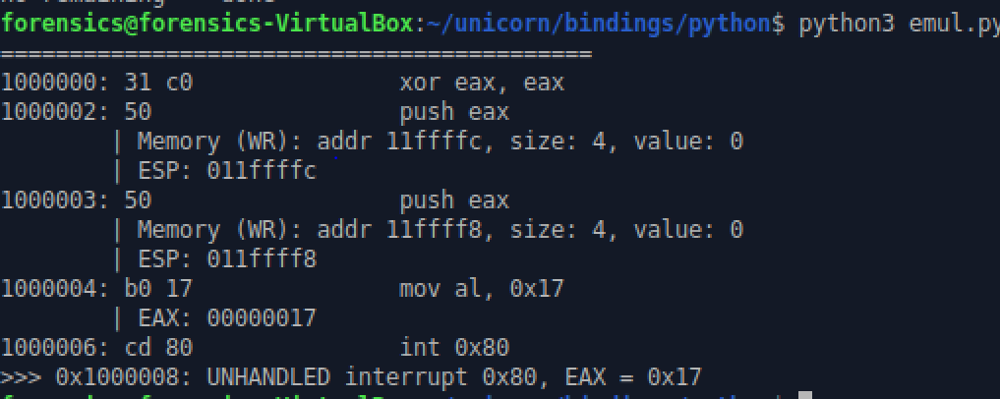 forensics@forensics-VirtualBox:~/unicorn/bindings/python$ python3 emul.py
===========================================
1000000: 31 c0               xor eax, eax
1000002: 50                  push eax
        | Memory (WR): addr 11ffffc, size: 4, value: 0
        | ESP: 011ffffc
1000003: 50                  push eax
        | Memory (WR): addr 11ffff8, size: 4, value: 0
        | ESP: 011ffff8
1000004: b0 17               mov al, 0x17
        | EAX: 00000017
1000006: cd 80               int 0x80
>>> 0x1000008: UNHANDLED interrupt 0x80, EAX = 0x17